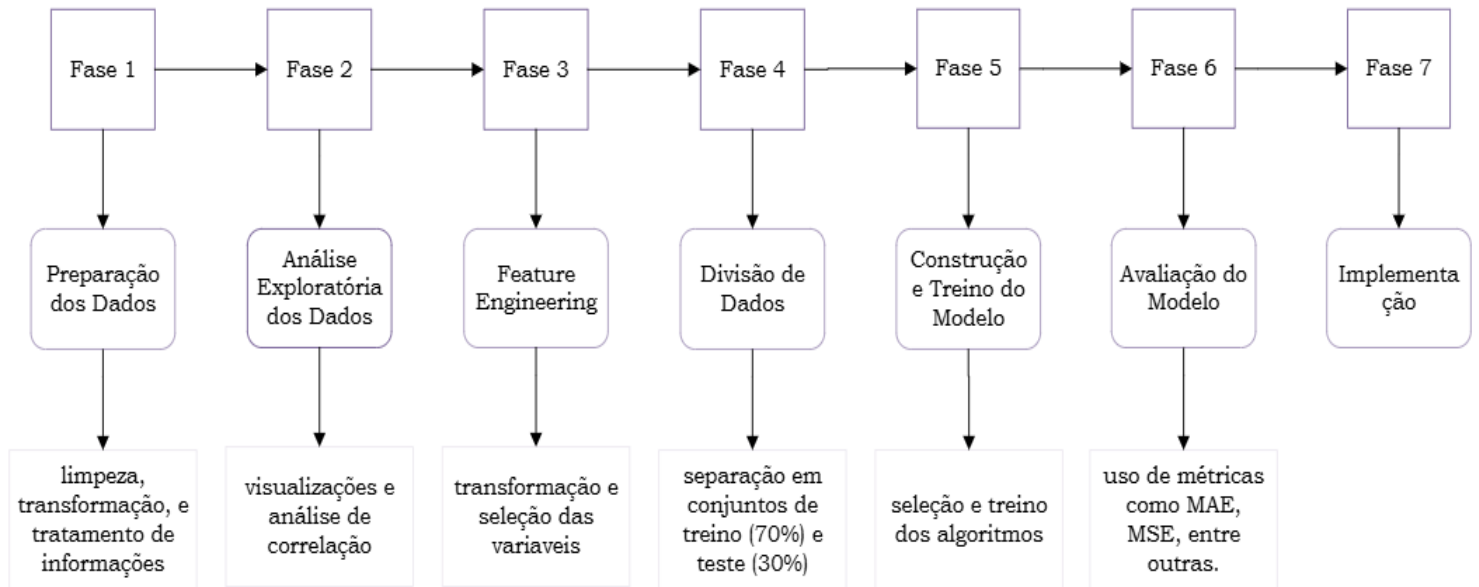 Fase 1
Fase 2
Fase 3
Fase 4
Fase 5
Fase 6
Fase 7
Preparação
dos Dados
Análise
Exploratória
dos Dados
Feature
Engineering
Divisão de
Dados
Construção
e Treino do
Modelo
Avaliação do
Modelo
Implementa
ção
limpeza,
transformação, e
tratamento de
informações
visualizações e
análise de
correlação
transformação e
seleção das
variaveis
separação em
conjuntos de
treino (70%) e
teste (30%)
seleção e treino
dos algoritmos
uso de métricas
como MAE,
MSE, entre
outras.